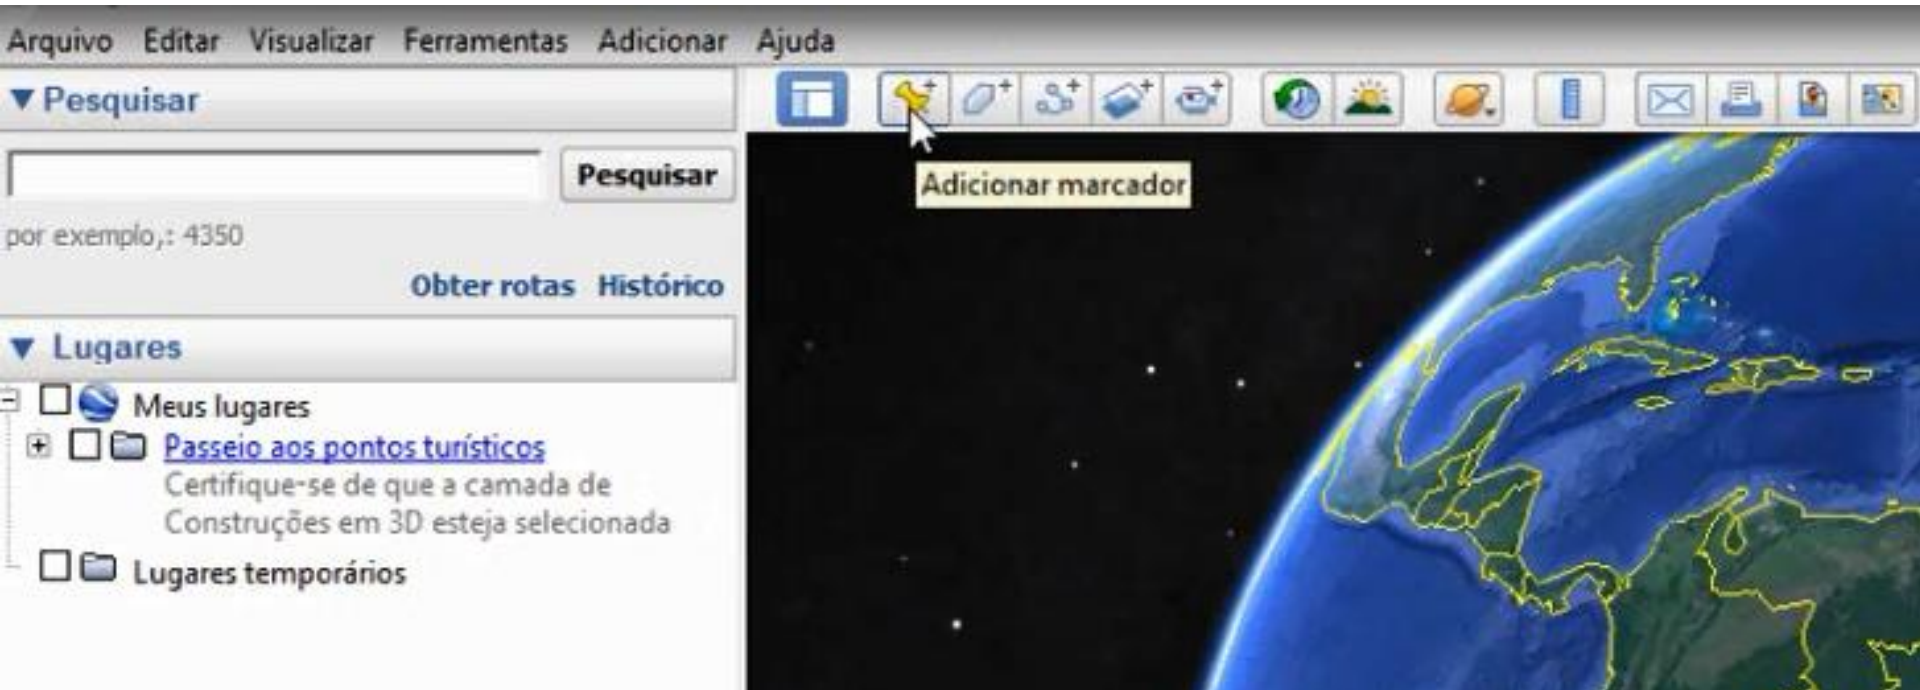 Arquivo Editar Visualizar Ferramentas Adicionar Ajuda
Pesquisar
Pesquisar
por exemplo,: 4350
Obter rotas Histórico
Lugares
Meus lugares
Passeio aos pontos turísticos
Certifique-se de que a camada de
Construções em 3D esteja selecionada
Lugares temporários
Adicionar marcador